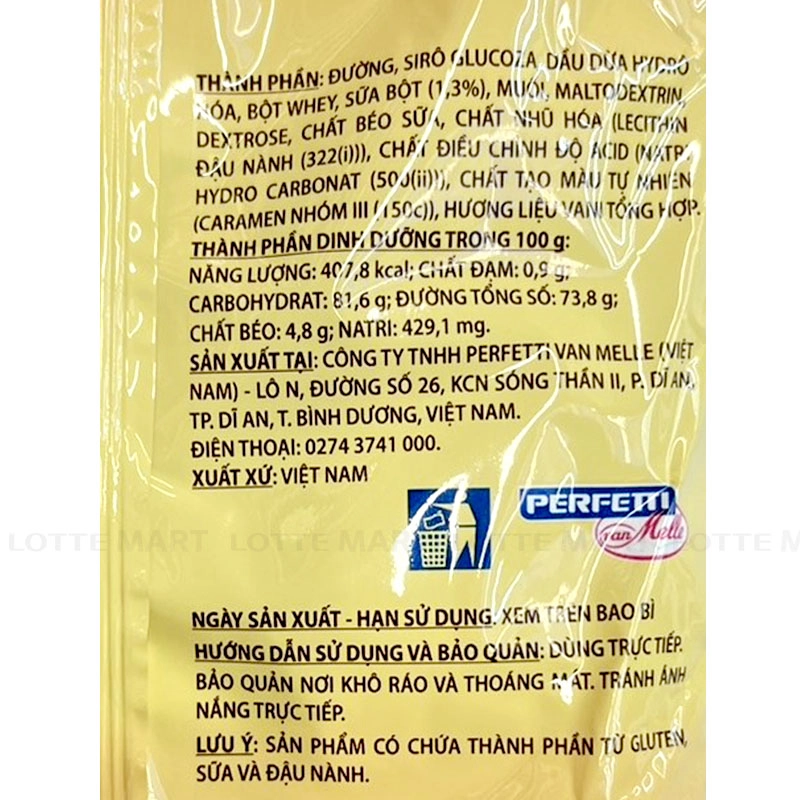 THÀNH PHẦN: ĐƯỜNG, SIRÔ GLUCOZA, DẦU DỪA HYDRÔ
HÓA, BỘT WHEY, SỮA BỘT (1,3%), MUỐI, MALTODEXTRIN,
DEXTROSE, CHẤT BÉO SỮA, CHẤT NHŨ HÓA (LECITHIN
ĐẬU NÀNH (322(i))), CHẤT ĐIỀU CHỈNH ĐỘ ACID (NATRI
HYDRO CARBONAT (500(ii))), CHẤT TẠO MÀU TỰ NHIÊN
(CARAMEN NHÓM III (150c)), HƯƠNG LIỆU VANI TỔNG HỢP.
THÀNH PHẦN DINH DƯỠNG TRONG 100 g:
NĂNG LƯỢNG: 407,8 kcal; CHẤT ĐẠM: 0,9 g;
CARBOHYDRAT: 81,6 g; ĐƯỜNG TỔNG SỐ: 73,8 g;
CHẤT BÉO: 4,8 g; NATRI: 429,1 mg.
SẢN XUẤT TẠI: CÔNG TY TNHH PERFETTI VAN MELLE (VIỆT
NAM) - LÔ N, ĐƯỜNG SỐ 26, KCN SÓNG THẦN II, P. DĨ AN,
TP. DĨ AN, T. BÌNH DƯƠNG, VIỆT NAM.
ĐIỆN THOẠI: 0274 3741 000.
XUẤT XỨ: VIỆT NAM
PERFETTI
van Melle
LOTTE MART LOTTE MART LOTTE MART LOTTE MART
NGÀY SẢN XUẤT - HẠN SỬ DỤNG: XEM TRÊN BAO BÌ
HƯỚNG DẪN SỬ DỤNG VÀ BẢO QUẢN: DÙNG TRỰC TIẾP.
BẢO QUẢN NƠI KHÔ RÁO VÀ THOÁNG MÁT. TRÁNH ÁNH
NẮNG TRỰC TIẾP.
LƯU Ý: SẢN PHẨM CÓ CHỨA THÀNH PHẦN TỪ GLUTEN,
SỮA VÀ ĐẬU NÀNH.